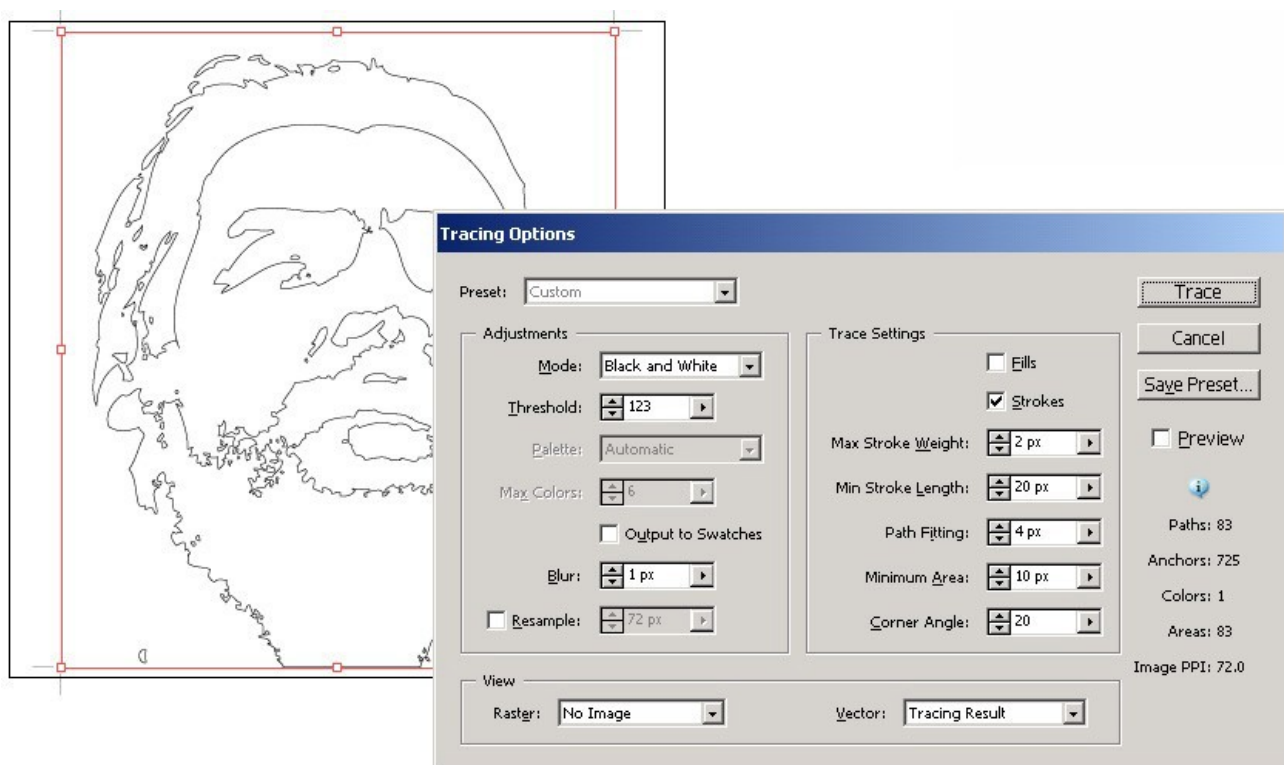 Tracing Options
Preset: Custom
Trace
Cancel
Save Preset...
Preview
Adjustments
Mode: Black and White
Threshold: 123
Palette: Automatic
Max Colors: 6
Output to Swatches
Blur: 1 px
Resample: 72 px
Trace Settings
Fills
Strokes
Max Stroke Weight: 2 px
Min Stroke Length: 20 px
Path Fitting: 4 px
Minimum Area: 10 px
Corner Angle: 20
Paths: 83
Anchors: 725
Colors: 1
Areas: 83
Image PPI: 72.0
View
Raster: No Image
Vector: Tracing Result